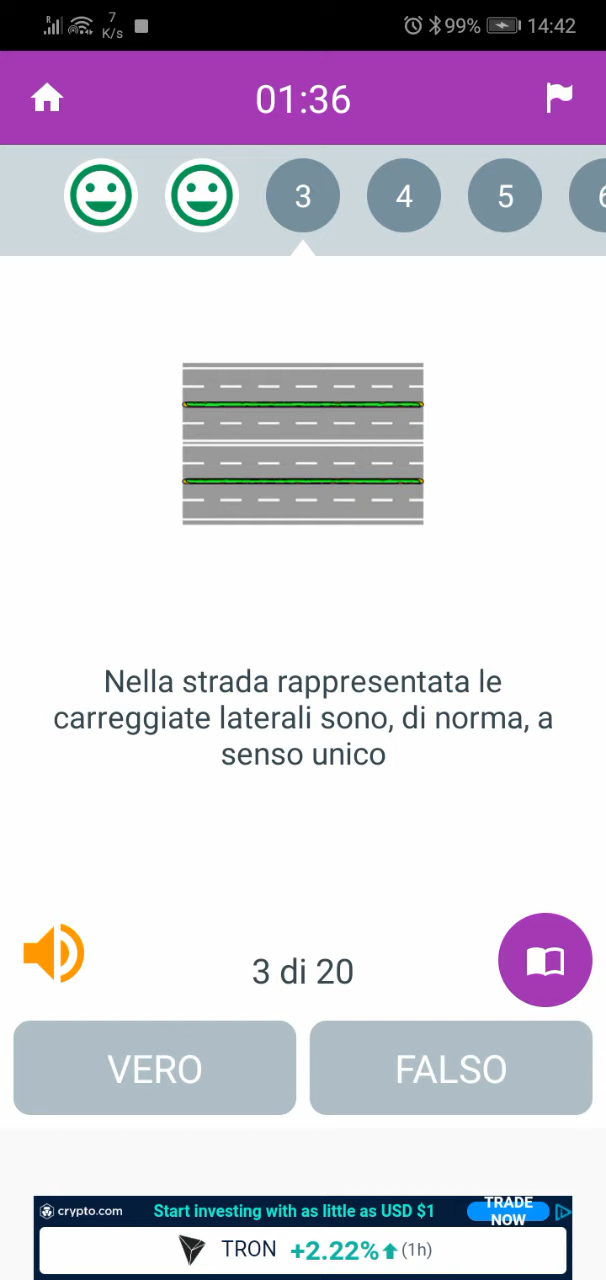 7
K/s
99%
14:42
01:36
3
4
5
6
Nella strada rappresentata le
carreggiate laterali sono, di norma, a
senso unico
3 di 20
VERO
FALSO
crypto.com
Start investing with as little as USD $1
TRADE
NOW
TRON +2.22% (1h)